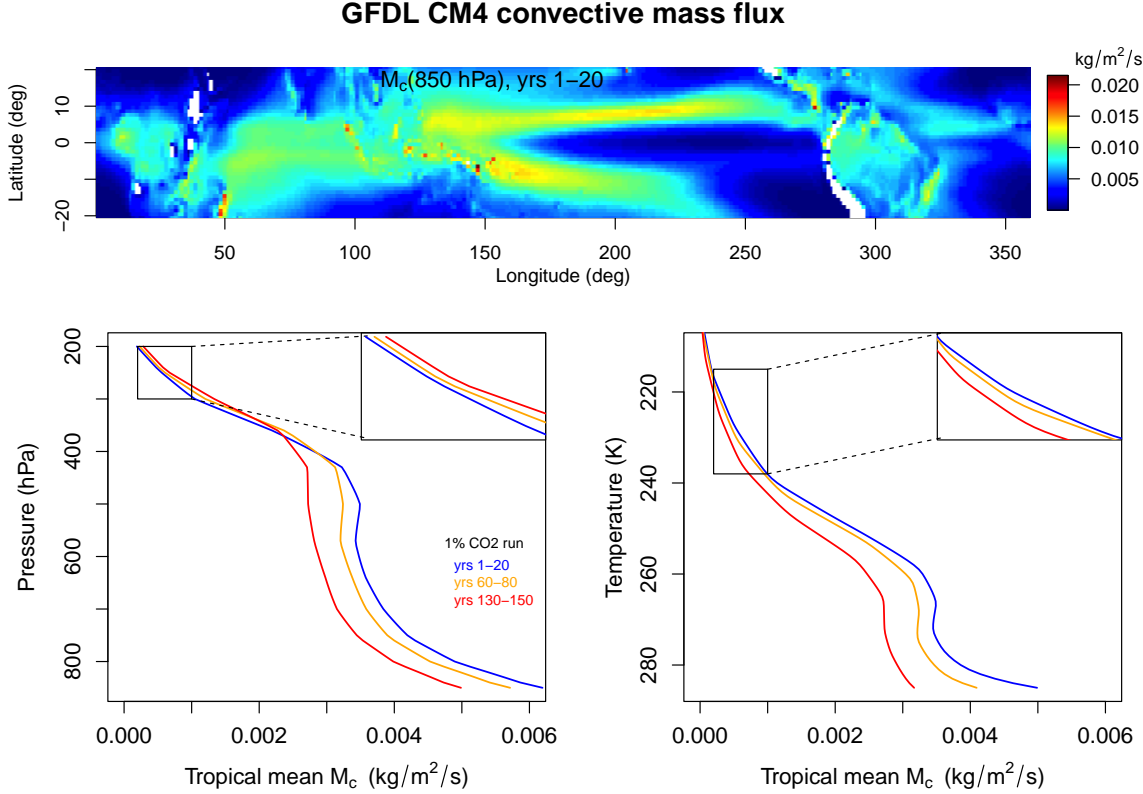 GFDL CM4 convective mass flux
kg/m²/s
M_c(850 hPa), yrs 1−20
Latitude (deg)
10
0
−10
−20
0.020
0.015
0.010
0.005
50
100
150
200
250
300
350
Longitude (deg)
Pressure (hPa)
200
400
600
800
1% CO2 run
yrs 1−20
yrs 60−80
yrs 130−150
0.000
0.002
0.004
0.006
Tropical mean M_c (kg/m²/s)
Temperature (K)
220
240
260
280
0.000
0.002
0.004
0.006
Tropical mean M_c (kg/m²/s)